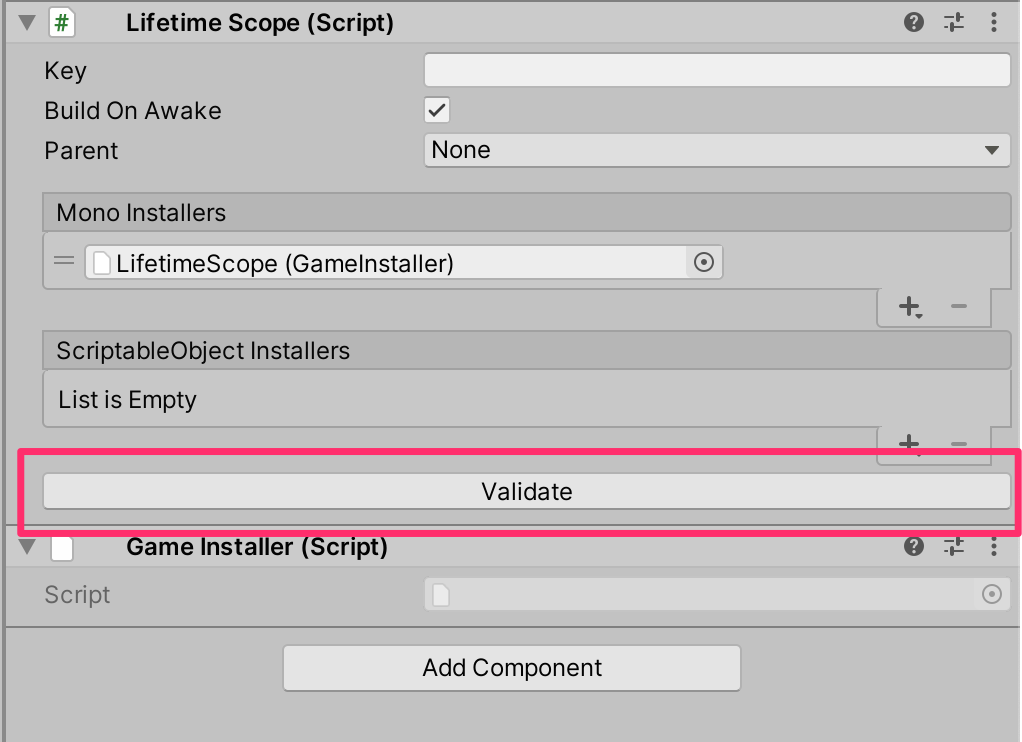 Lifetime Scope (Script)
Key
Build On Awake
Parent None
Mono Installers
LifetimeScope (GameInstaller)
ScriptableObject Installers
List is Empty
Validate
Game Installer (Script)
Script
Add Component